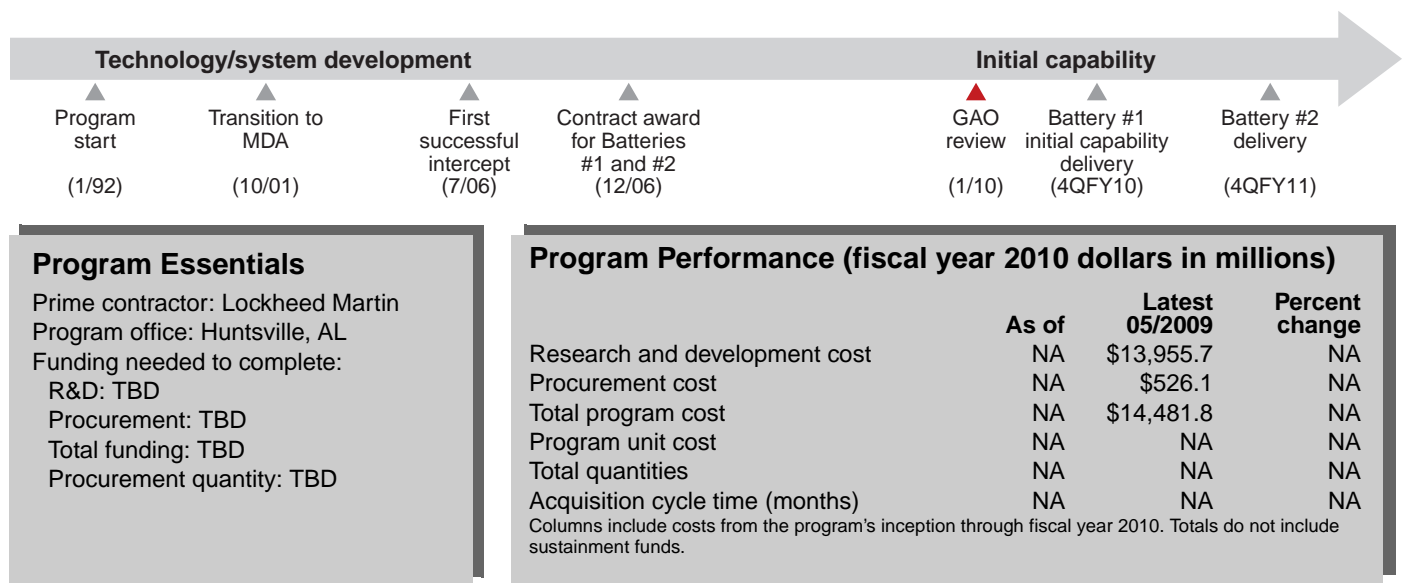 Technology/system development
Initial capability
Program
start
(1/92)
Transition to
MDA
(10/01)
First
successful
intercept
(7/06)
Contract award
for Batteries
#1 and #2
(12/06)
GAO
review
(1/10)
Battery #1
initial capability
delivery
(4QFY10)
Battery #2
delivery
(4QFY11)
Program Essentials
Prime contractor: Lockheed Martin
Program office: Huntsville, AL
Funding needed to complete:
R&D: TBD
Procurement: TBD
Total funding: TBD
Procurement quantity: TBD
Program Performance (fiscal year 2010 dollars in millions)
As of Latest 05/2009 Percent change
Research and development cost NA $13,955.7 NA
Procurement cost NA $526.1 NA
Total program cost NA $14,481.8 NA
Program unit cost NA NA NA
Total quantities NA NA NA
Acquisition cycle time (months) NA NA NA
Columns include costs from the program's inception through fiscal year 2010. Totals do not include
sustainment funds.